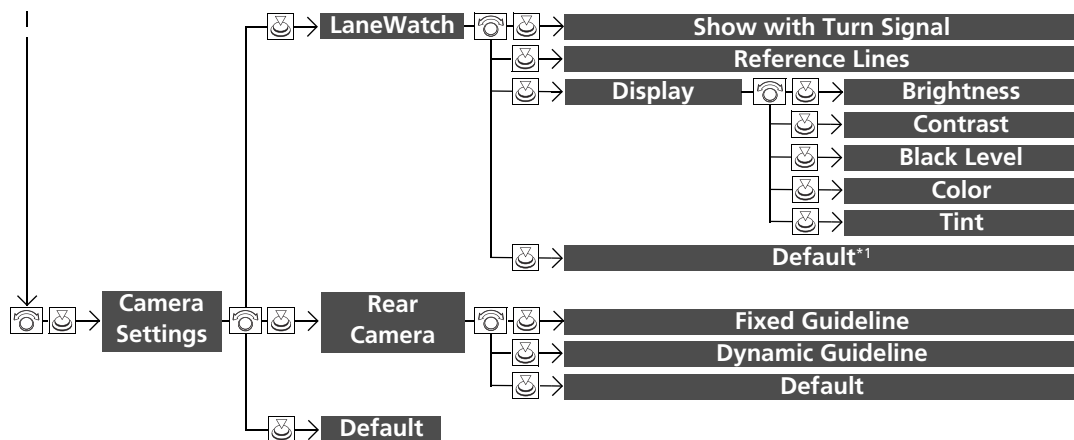 LaneWatch
Show with Turn Signal
Reference Lines
Display
Brightness
Contrast
Black Level
Color
Tint
Default*1
Camera
Settings
Rear
Camera
Fixed Guideline
Dynamic Guideline
Default
Default